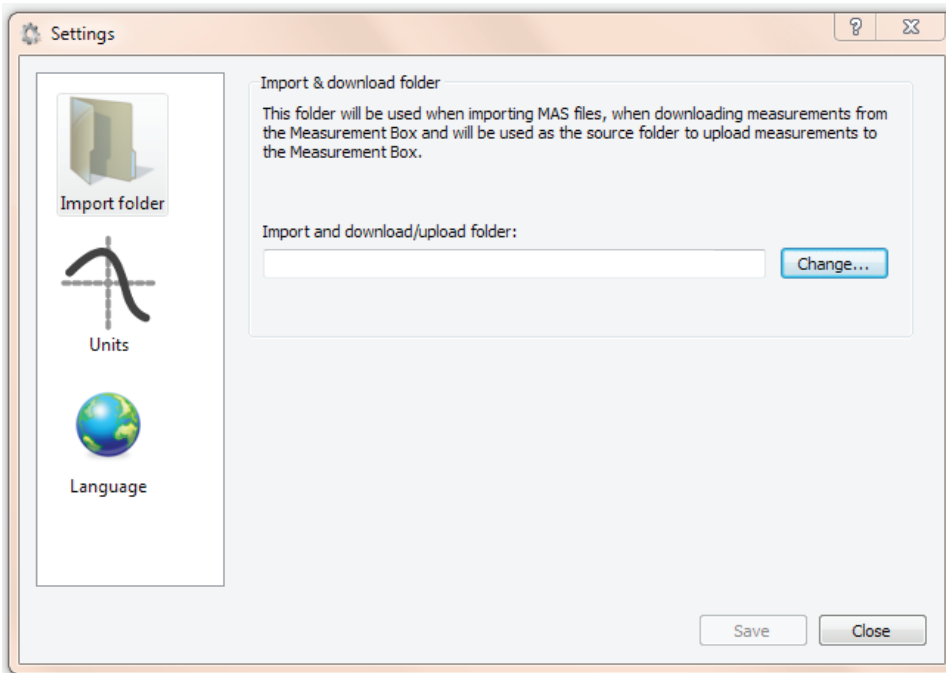 Settings
?
Import folder
Units
Language
Import & download folder
This folder will be used when importing MAS files, when downloading measurements from
the Measurement Box and will be used as the source folder to upload measurements to
the Measurement Box.
Import and download/upload folder:
Change...
Save
Close